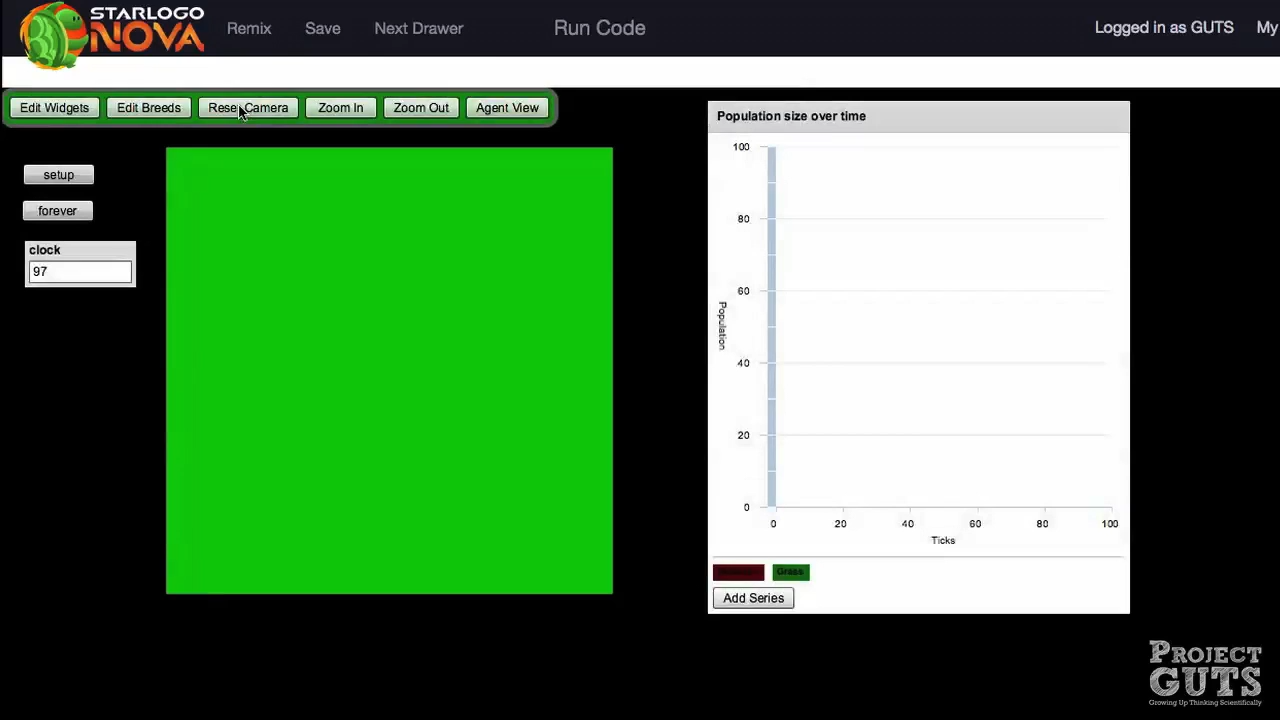 STARLOGO
NOVA
Remix
Save
Next Drawer
Run Code
Logged in as GUTS
My
Edit Widgets
Edit Breeds
Reset Camera
Zoom In
Zoom Out
Agent View
setup
forever
clock
97
Population size over time
100
80
60
40
20
0
Population
0
20
40
60
80
100
Ticks
Grass
Add Series
PROJECT
GUTS
Growing Up Thinking Scientifically